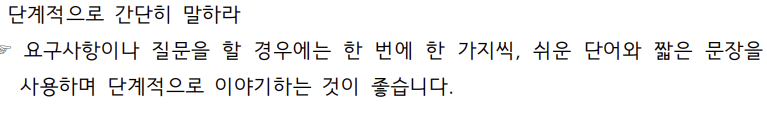 단계적으로 간단히 말하라
☞ 요구사항이나 질문을 할 경우에는 한 번에 한 가지씩, 쉬운 단어와 짧은 문장을
사용하며 단계적으로 이야기하는 것이 좋습니다.